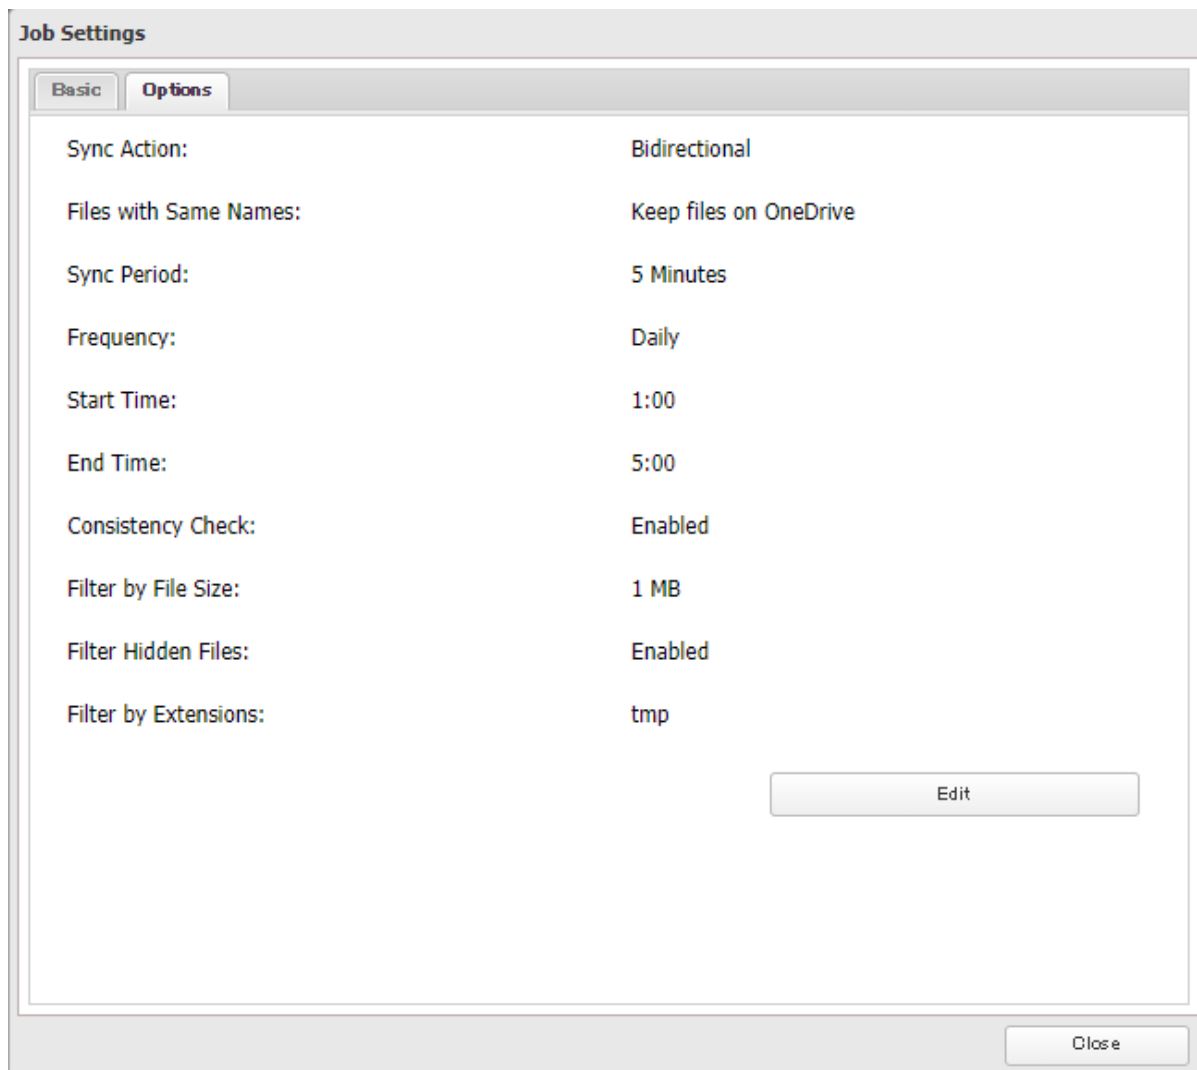 Job Settings
Basic Options
Sync Action: Bidirectional
Files with Same Names: Keep files on OneDrive
Sync Period: 5 Minutes
Frequency: Daily
Start Time: 1:00
End Time: 5:00
Consistency Check: Enabled
Filter by File Size: 1 MB
Filter Hidden Files: Enabled
Filter by Extensions: tmp
Edit
Close